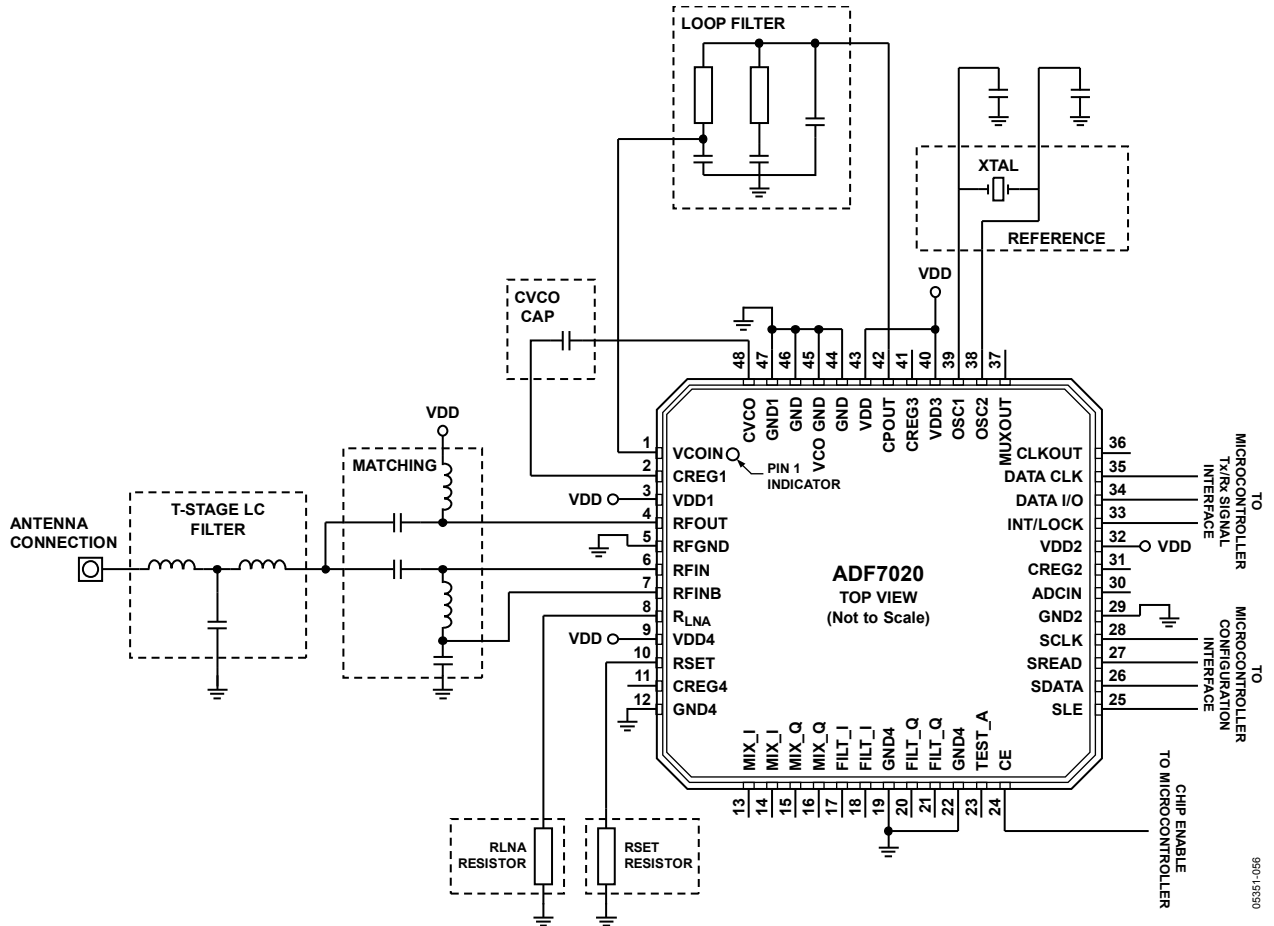 LOOP FILTER
XTAL
REFERENCE
VDD
CVCO
CAP
48
47
46
45
44
43
42
41
40
39
38
37
CVCO
GND1
GND
VCO GND
GND
VDD
CPOUT
CREG3
VDD3
OSC1
OSC2
MUXOUT
VDD
MATCHING
T-STAGE LC
FILTER
ANTENNA
CONNECTION
1 VCOIN
PIN 1
INDICATOR
2 CREG1
VDD 3 VDD1
4 RFOUT
5 RFGND
6 RFIN
7 RFINB
8 RLNA
VDD 9 VDD4
10 RSET
11 CREG4
12 GND4
ADF7020
TOP VIEW
(Not to Scale)
CLKOUT 36
DATA CLK 35
DATA I/O 34
INT/LOCK 33
VDD2 32 VDD
CREG2 31
ADCIN 30
GND2 29
SCLK 28
SREAD 27
SDATA 26
SLE 25
TO
MICROCONTROLLER
Tx/Rx SIGNAL
INTERFACE
TO
MICROCONTROLLER
CONFIGURATION
INTERFACE
MIX_I
MIX_I
MIX_Q
MIX_Q
FILT_I
FILT_I
GND4
FILT_Q
FILT_Q
GND4
TEST_A
CE
13
14
15
16
17
18
19
20
21
22
23
24
CHIP ENABLE
TO MICROCONTROLLER
RLNA
RESISTOR
RSET
RESISTOR
05351-056